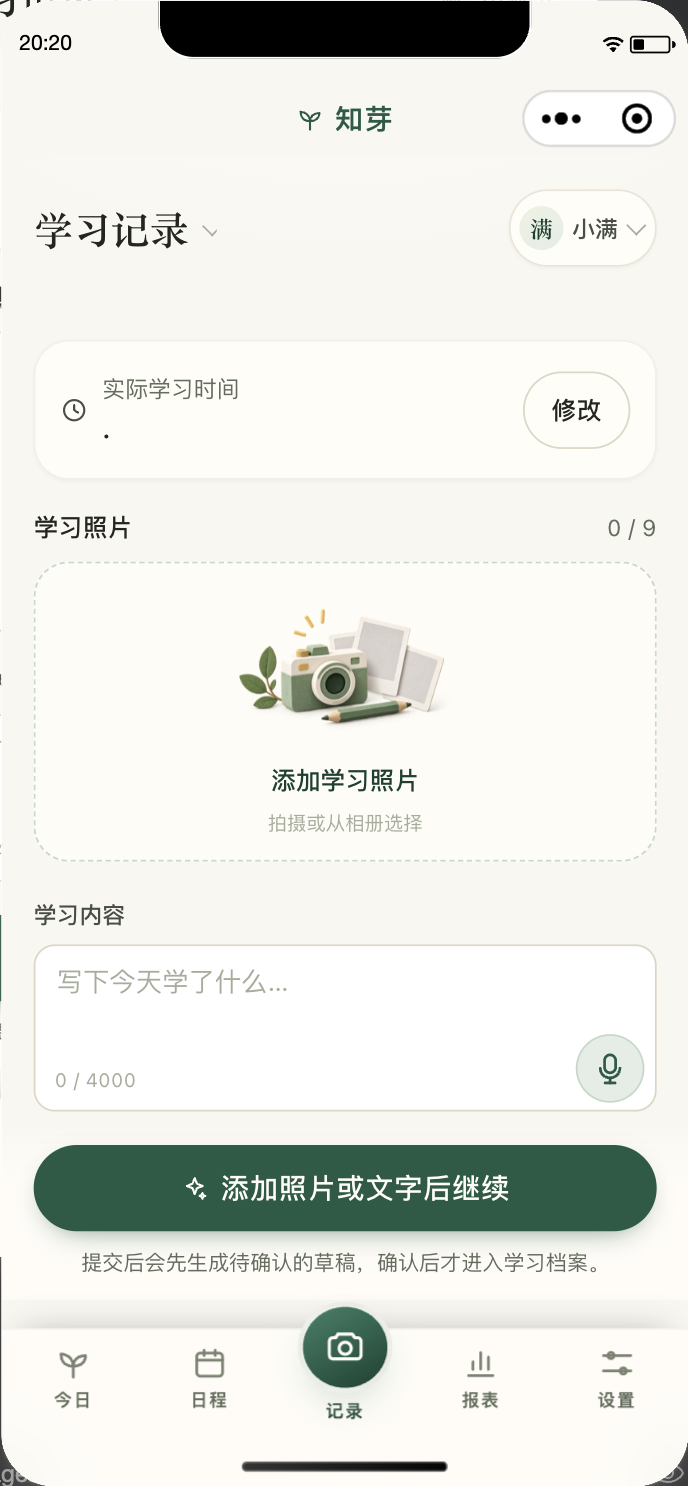 20:20
知芽
学习记录
满 小满
实际学习时间
·
修改
学习照片
0 / 9
添加学习照片
拍摄或从相册选择
学习内容
写下今天学了什么...
0 / 4000
添加照片或文字后继续
提交后会先生成待确认的草稿，确认后才进入学习档案。
今日 日程 记录 报表 设置